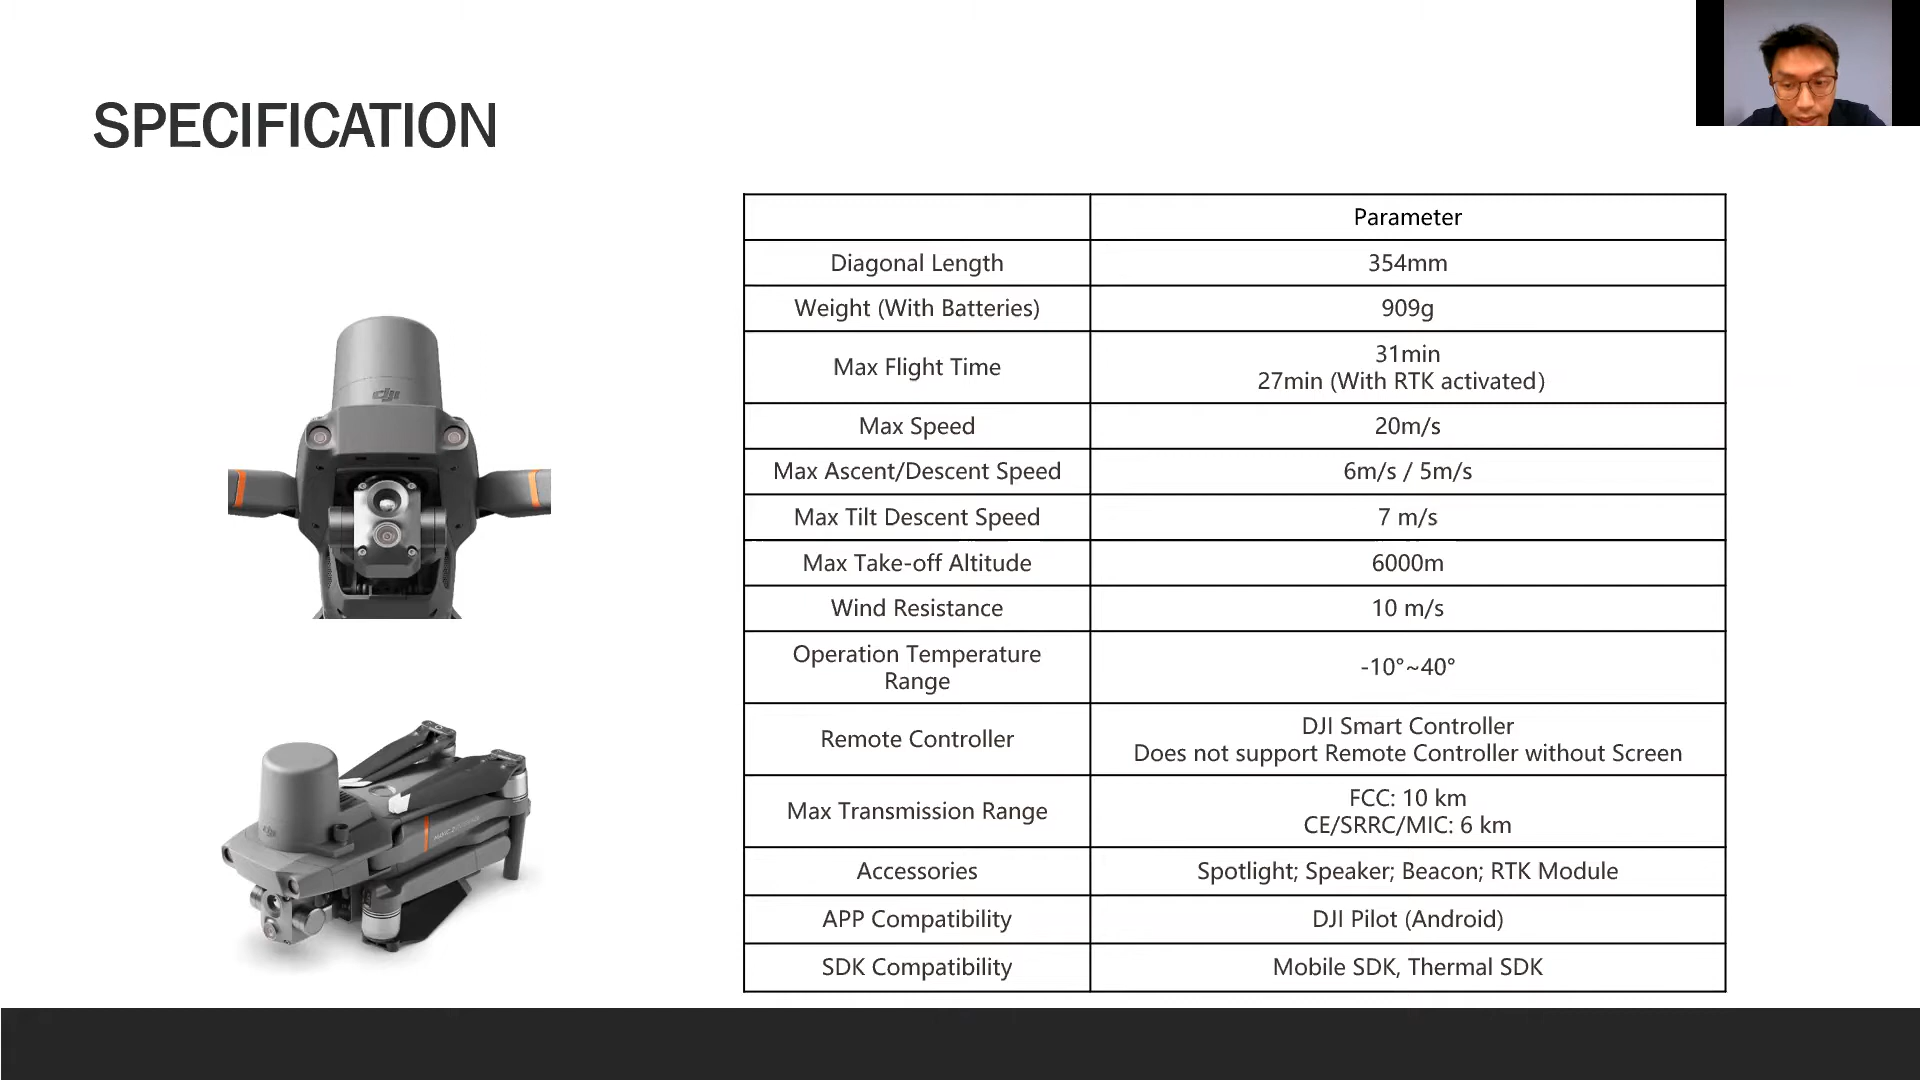 SPECIFICATION
Parameter
Diagonal Length 354mm
Weight (With Batteries) 909g
Max Flight Time 31min
27min (With RTK activated)
Max Speed 20m/s
Max Ascent/Descent Speed 6m/s / 5m/s
Max Tilt Descent Speed 7 m/s
Max Take-off Altitude 6000m
Wind Resistance 10 m/s
Operation Temperature
Range -10°~40°
Remote Controller DJI Smart Controller
Does not support Remote Controller without Screen
Max Transmission Range FCC: 10 km
CE/SRRC/MIC: 6 km
Accessories Spotlight; Speaker; Beacon; RTK Module
APP Compatibility DJI Pilot (Android)
SDK Compatibility Mobile SDK, Thermal SDK
dji